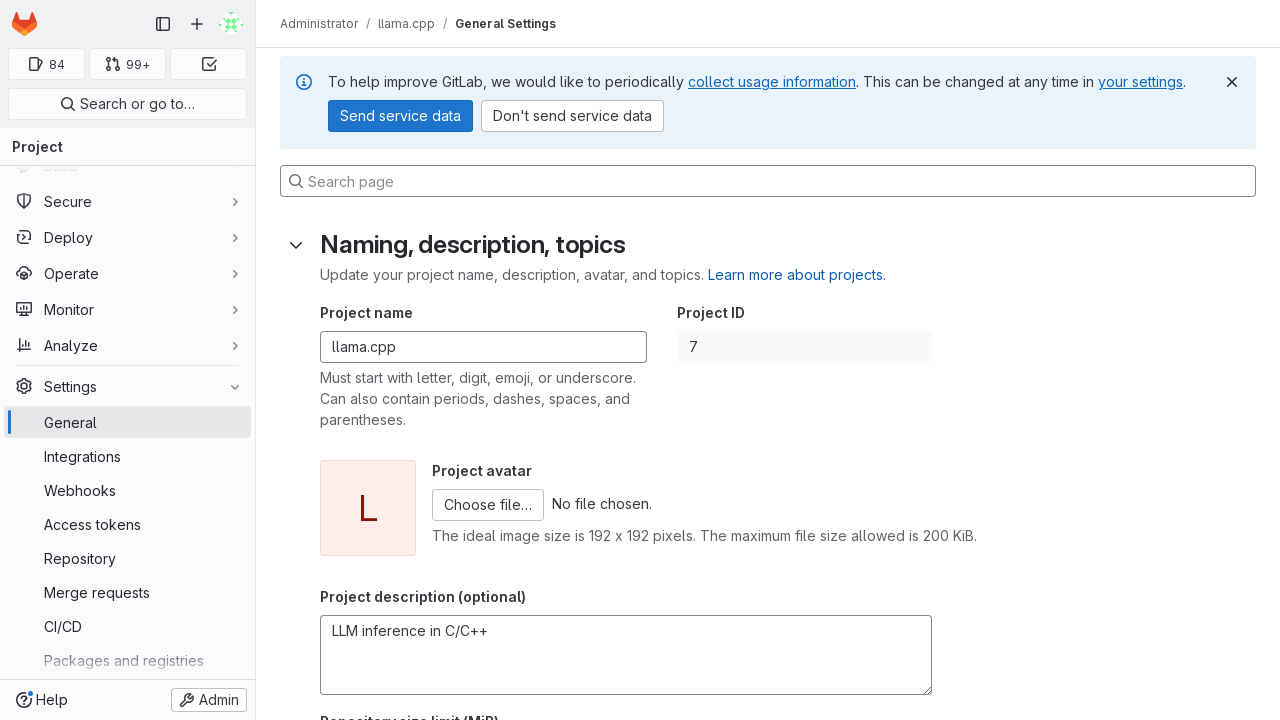 Administrator / llama.cpp / General Settings
84
99+
Search or go to…
Project
Build
Secure
Deploy
Operate
Monitor
Analyze
Settings
General
Integrations
Webhooks
Access tokens
Repository
Merge requests
CI/CD
Packages and registries
Help
Admin
To help improve GitLab, we would like to periodically collect usage information. This can be changed at any time in your settings.
Send service data
Don't send service data
Search page
Naming, description, topics
Update your project name, description, avatar, and topics. Learn more about projects.
Project name
llama.cpp
Must start with letter, digit, emoji, or underscore.
Can also contain periods, dashes, spaces, and
parentheses.
Project ID
7
L
Project avatar
Choose file… No file chosen.
The ideal image size is 192 x 192 pixels. The maximum file size allowed is 200 KiB.
Project description (optional)
LLM inference in C/C++
Repository size limit (MiB)